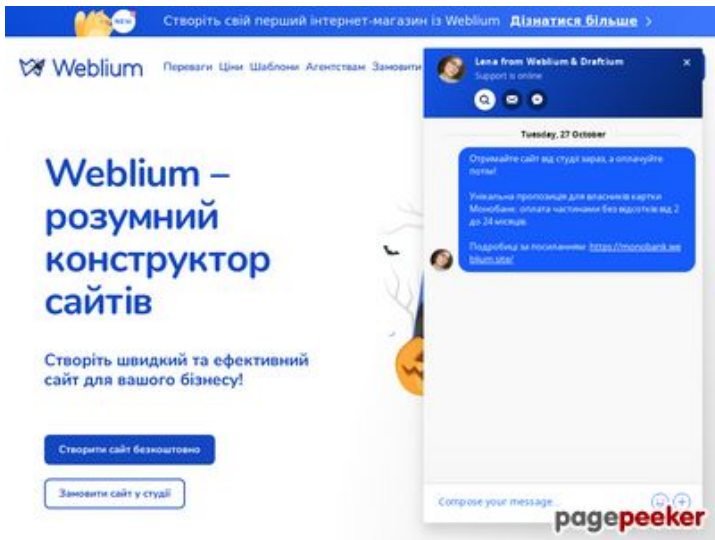 NEW
Створіть свій перший інтернет-магазин із Weblium Дізнатися більше >
Weblium
Переваги Ціни Шаблони Агентствам Замовити
Lena from Weblium & Draftium
Support is online
Tuesday, 27 October
Отримайте сайт від студії зараз, а оплачуйте
потім!
Унікальна пропозиція для власників картки
Монобанк: оплата частинами без відсотків від 2
до 24 місяців.
Подробиці за посиланням: https://monobank.we
blium.site/
Weblium –
розумний
конструктор
сайтів
Створіть швидкий та ефективний
сайт для вашого бізнесу!
Створити сайт безкоштовно
Замовити сайт у студії
Compose your message...
pagepeeker